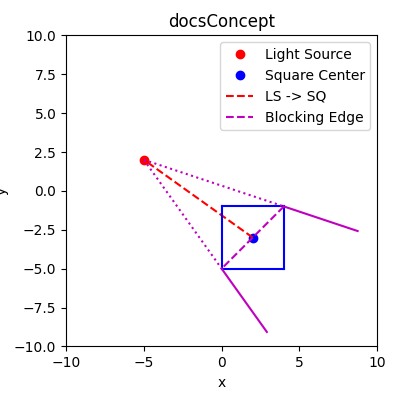 docsConcept
Light Source
Square Center
LS -> SQ
Blocking Edge
10.0
7.5
5.0
2.5
0.0
−2.5
−5.0
−7.5
−10.0
y
−10 −5 0 5 10
x